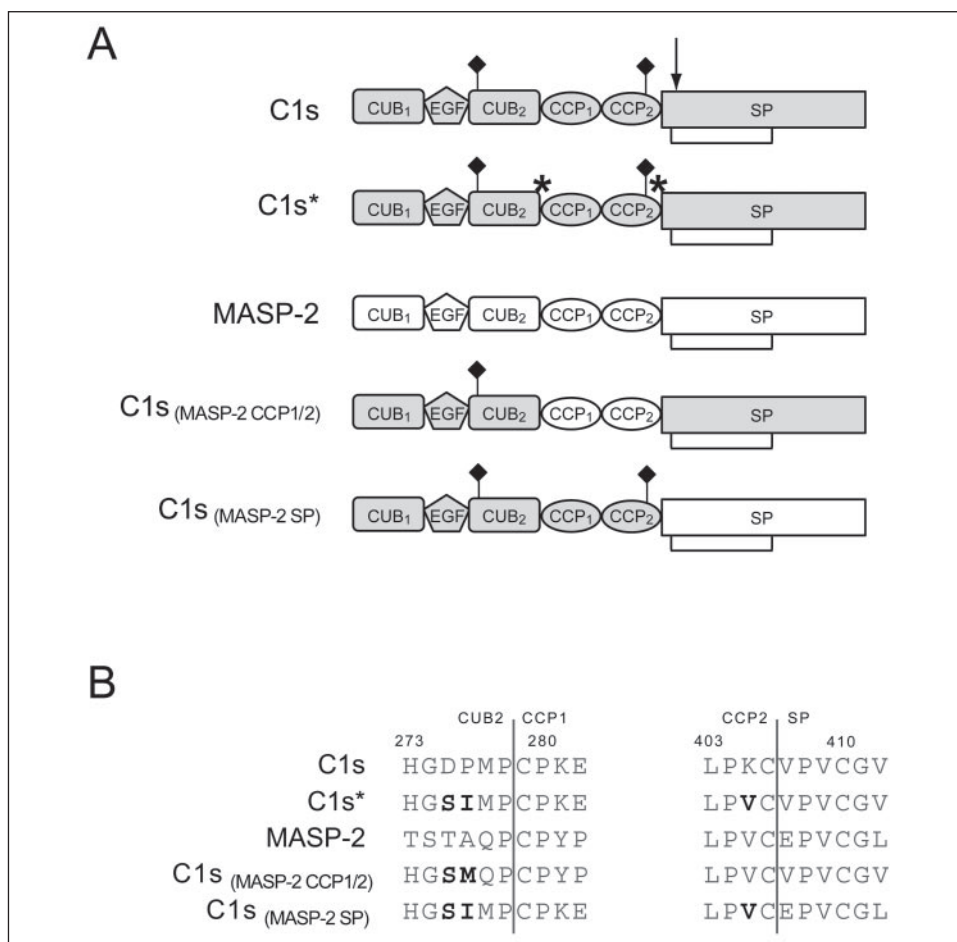 A
C1s CUB1 EGF CUB2 CCP1 CCP2 SP
C1s* CUB1 EGF CUB2 * CCP1 CCP2 * SP
MASP-2 CUB1 EGF CUB2 CCP1 CCP2 SP
C1s (MASP-2 CCP1/2) CUB1 EGF CUB2 CCP1 CCP2 SP
C1s (MASP-2 SP) CUB1 EGF CUB2 CCP1 CCP2 SP
B
CUB2 CCP1 CCP2 SP
273 280 403 410
C1s HGDPMPCPKE LPKCVPVCGV
C1s* HGSIMPCPKE LPVCVPVCGV
MASP-2 TSTAQPCPYP LPVCEPVCGL
C1s (MASP-2 CCP1/2) HGSMQPCPYP LPVCVPVCGV
C1s (MASP-2 SP) HGSIMPCPKE LPVCEPVCGL